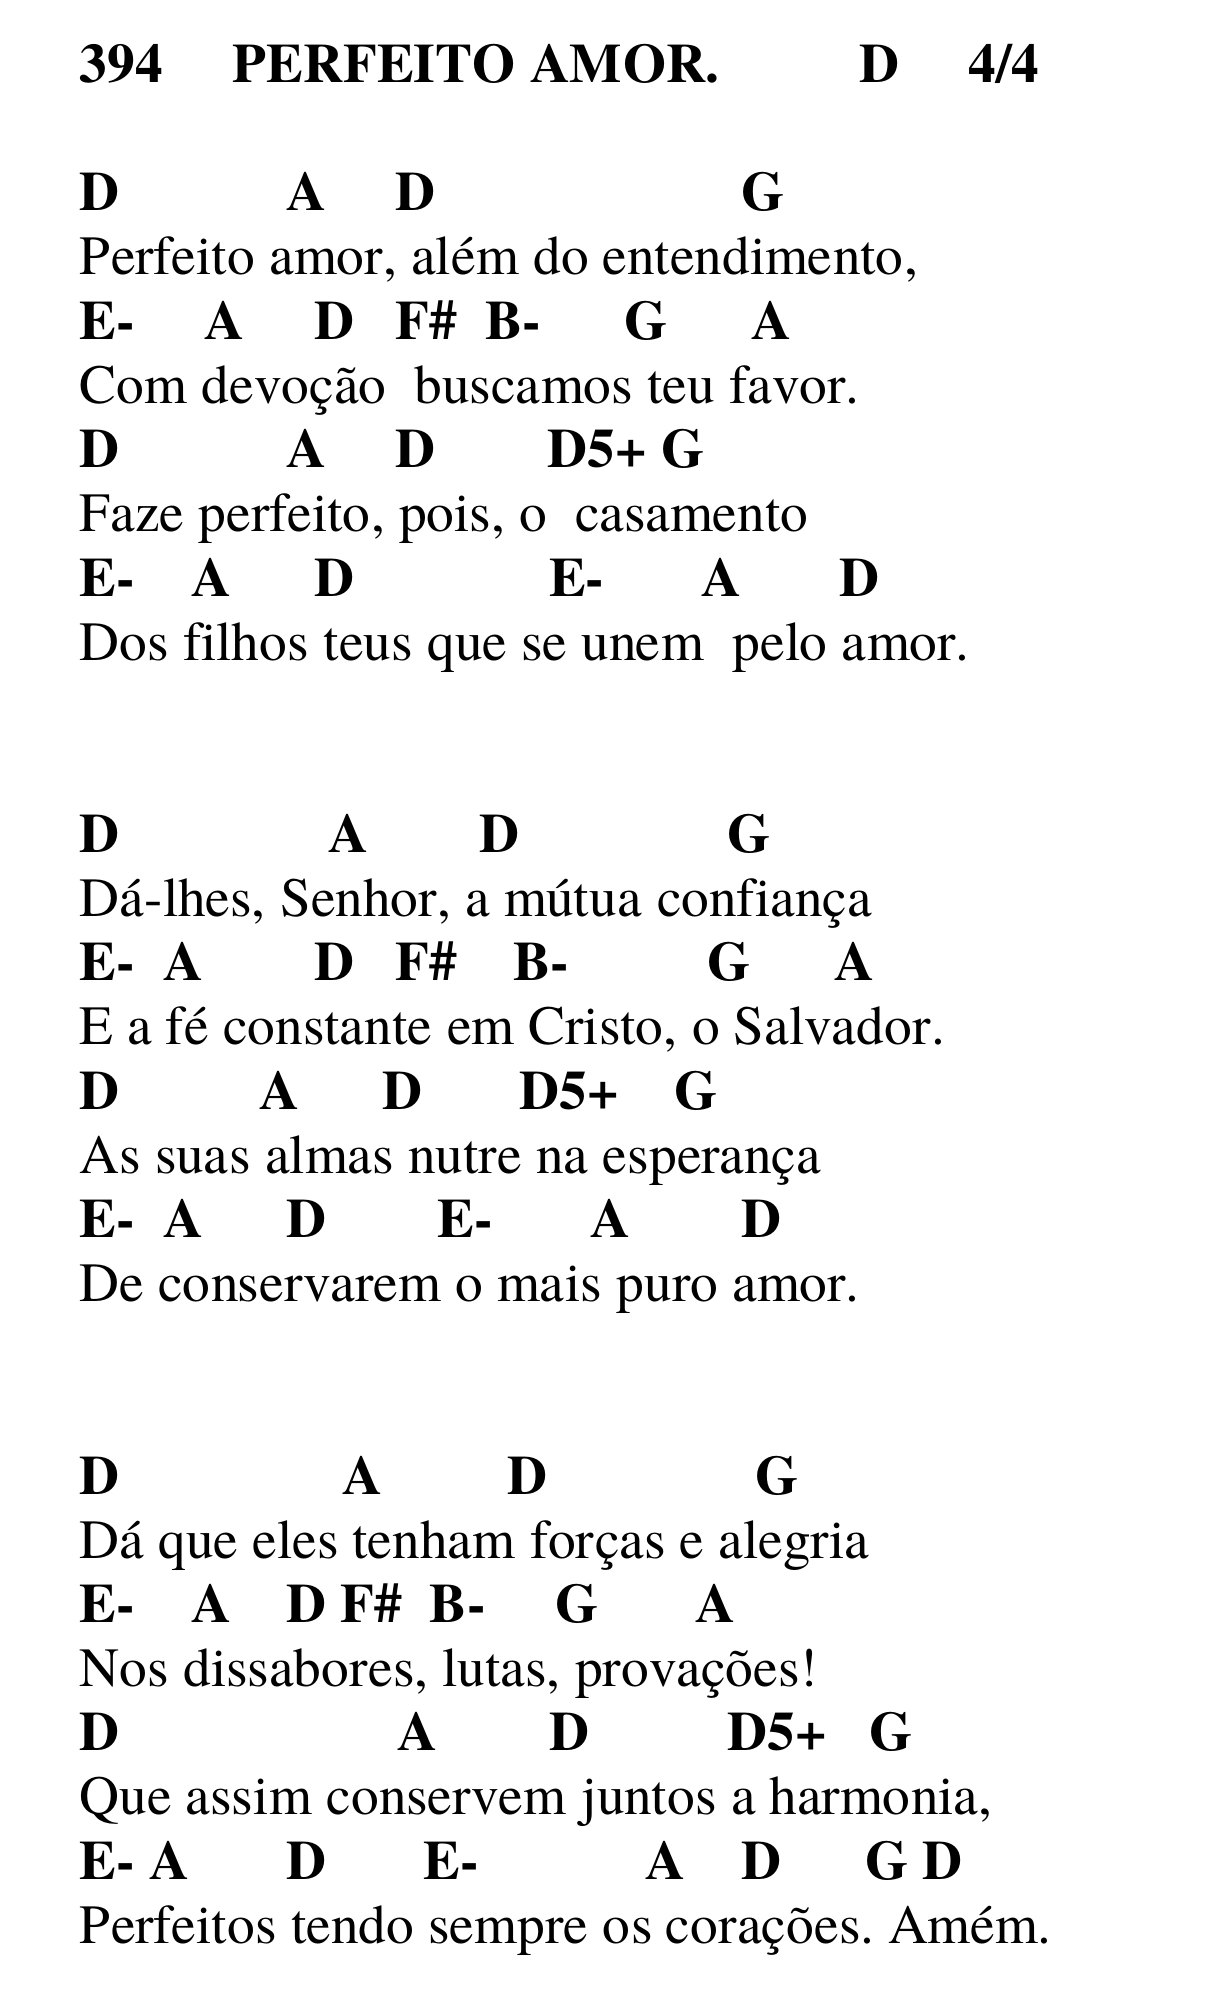 394 PERFEITO AMOR. D 4/4
D A D G
Perfeito amor, além do entendimento,
E- A D F# B- G A
Com devoção buscamos teu favor.
D A D D5+ G
Faze perfeito, pois, o casamento
E- A D E- A D
Dos filhos teus que se unem pelo amor.
D A D G
Dá-lhes, Senhor, a mútua confiança
E- A D F# B- G A
E a fé constante em Cristo, o Salvador.
D A D D5+ G
As suas almas nutre na esperança
E- A D E- A D
De conservarem o mais puro amor.
D A D G
Dá que eles tenham forças e alegria
E- A D F# B- G A
Nos dissabores, lutas, provações!
D A D D5+ G
Que assim conservem juntos a harmonia,
E- A D E- A D G D
Perfeitos tendo sempre os corações. Amém.